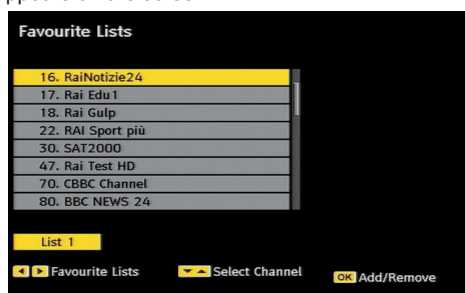 Favourite Lists
16. RaiNotizie24
17. Rai Edu1
18. Rai Gulp
22. RAI Sport più
30. SAT2000
47. Rai Test HD
70. CBBC Channel
80. BBC NEWS 24
List 1
Favourite Lists Select Channel OK Add/Remove